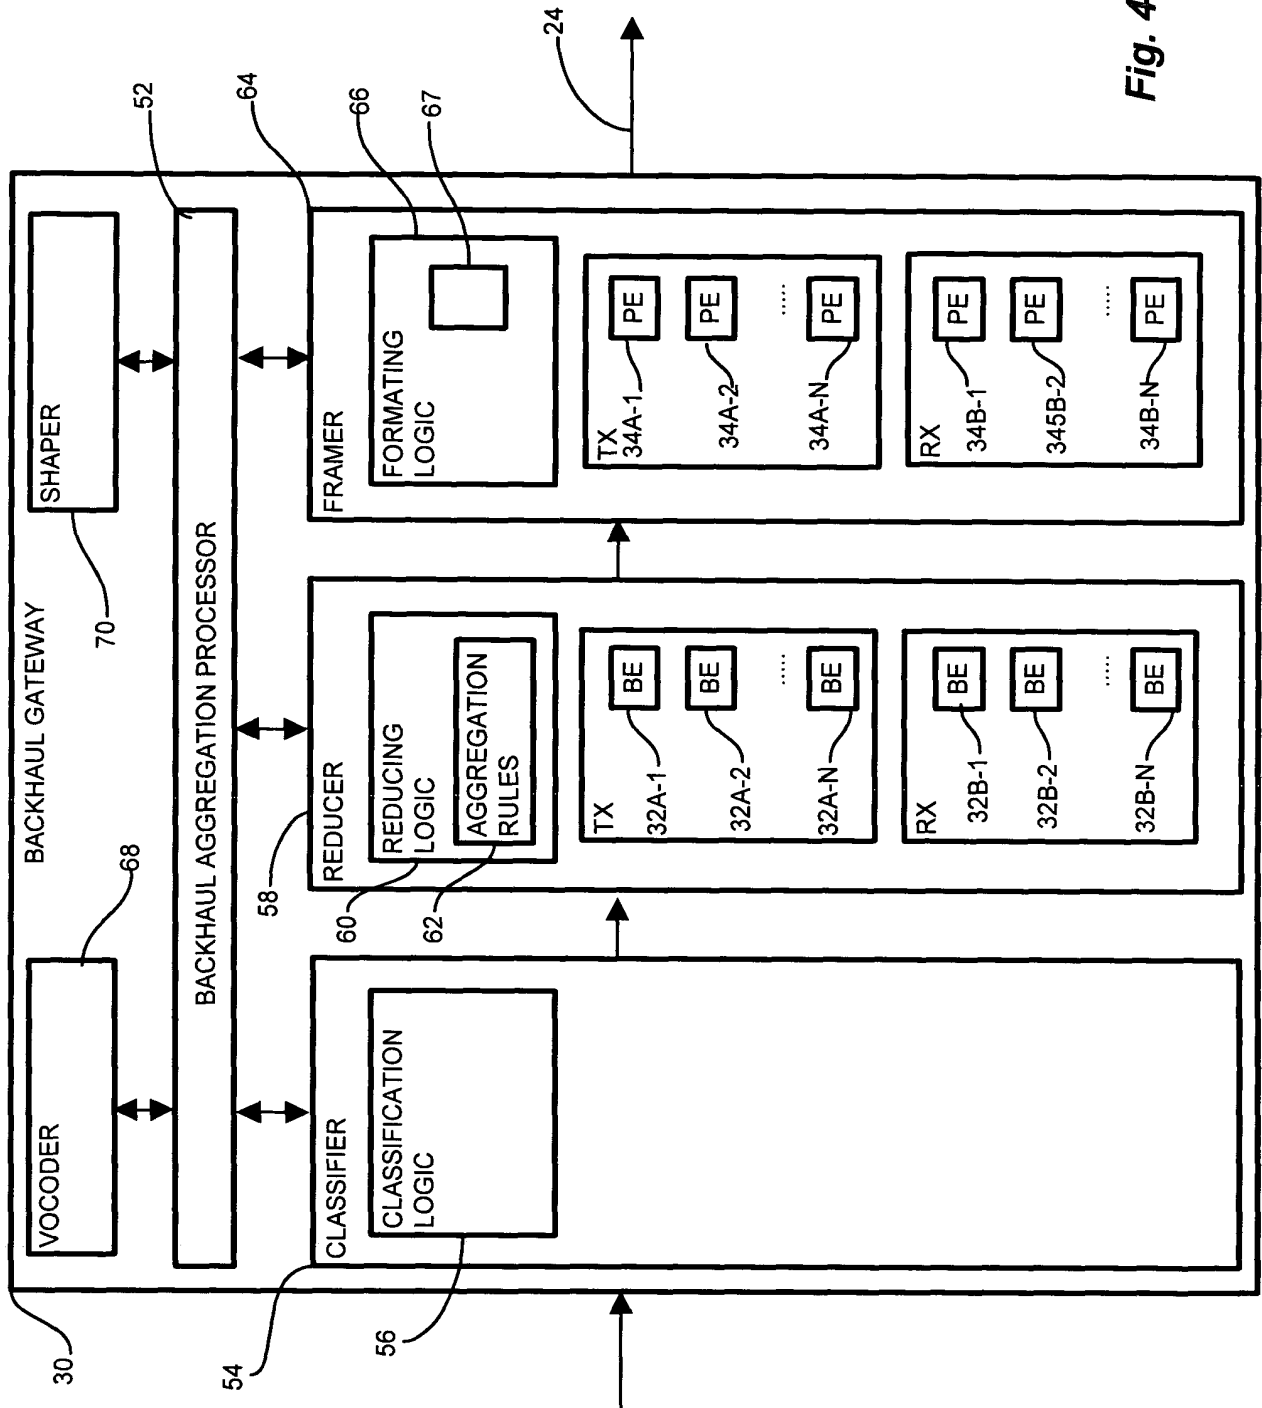 30
BACKHAUL GATEWAY
VOCODER
68
SHAPER
70
BACKHAUL AGGREGATION PROCESSOR
52
54
CLASSIFIER
CLASSIFICATION
LOGIC
56
58
REDUCER
REDUCING
LOGIC
60
AGGREGATION
RULES
62
TX
32A-1
BE
32A-2
BE
.....
32A-N
BE
RX
32B-1
BE
32B-2
BE
.....
32B-N
BE
64
FRAMER
FORMATING
LOGIC
66
67
TX
34A-1
PE
34A-2
PE
.....
34A-N
PE
RX
34B-1
PE
345B-2
PE
.....
34B-N
PE
24
Fig. 4